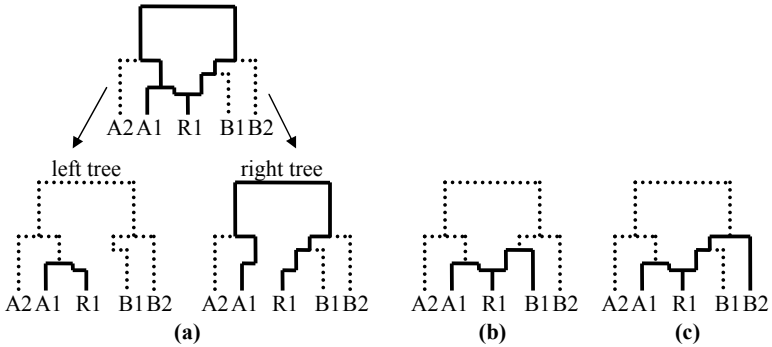 A2 A1 R1 B1 B2
left tree right tree
A2 A1 R1 B1 B2 A2 A1 R1 B1 B2 A2 A1 R1 B1 B2 A2 A1 R1 B1 B2
(a) (b) (c)